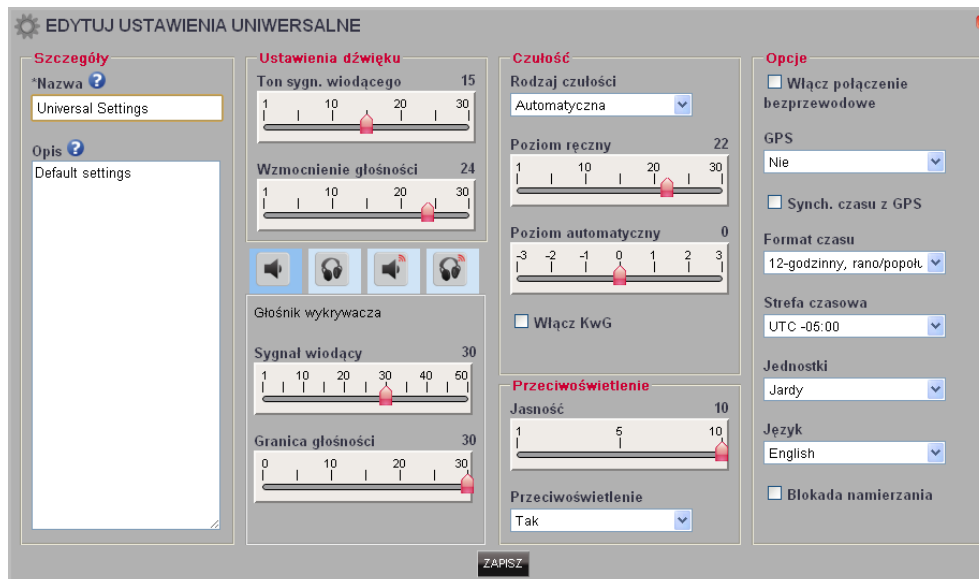 EDYTUJ USTAWIENIA UNIWERSALNE
Szczegóły
*Nazwa ?
Universal Settings
Opis ?
Default settings
Ustawienia dźwięku
Ton sygn. wiodącego 15
1 10 20 30
Wzmocnienie głośności 24
1 10 20 30
Głośnik wykrywacza
Sygnał wiodący 30
1 10 20 30 40 50
Granica głośności 30
0 10 20 30
Czułość
Rodzaj czułości
Automatyczna
Poziom ręczny 22
1 10 20 30
Poziom automatyczny 0
-3 -2 -1 0 1 2 3
Włącz KwG
Przeciwoświetlenie
Jasność 10
1 5 10
Przeciwoświetlenie
Tak
Opcje
Włącz połączenie
bezprzewodowe
GPS
Nie
Synch. czasu z GPS
Format czasu
12-godzinny, rano/popołu
Strefa czasowa
UTC -05:00
Jednostki
Jardy
Język
English
Blokada namierzania
ZAPISZ